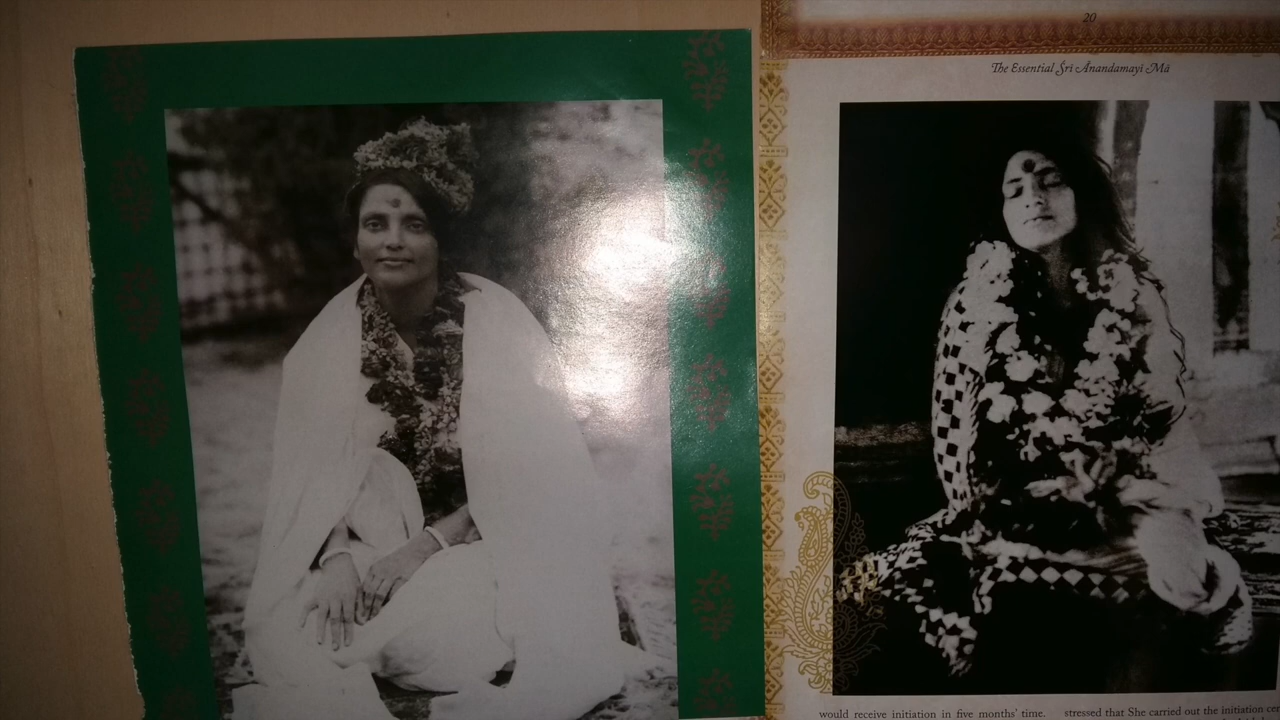 20
The Essential Śrī Ānandamayī Mā
would receive initiation in five months' time.
stressed that She carried out the initiation ce